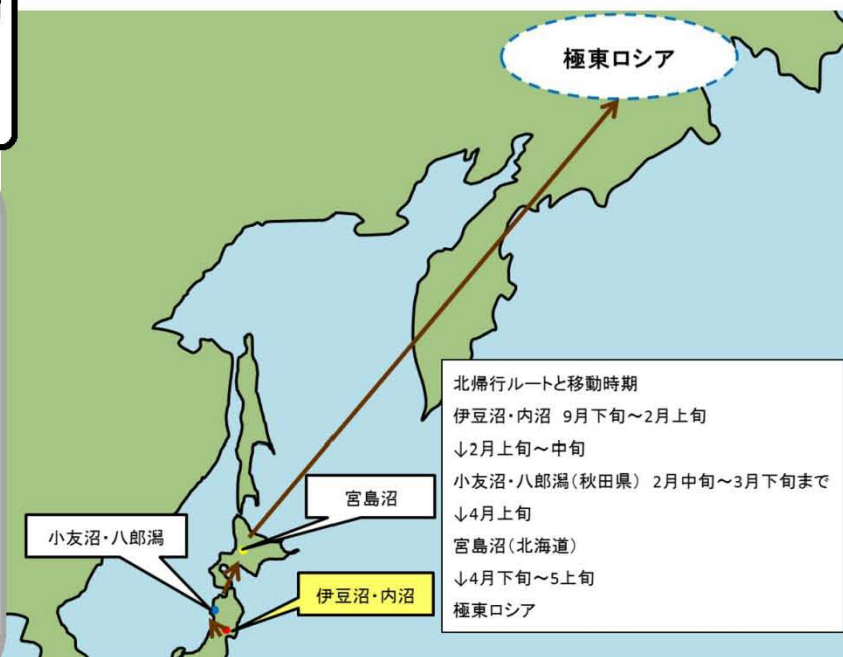 極東ロシア
宮島沼
小友沼・八郎潟
伊豆沼・内沼
北帰行ルートと移動時期
伊豆沼・内沼 9月下旬～2月上旬
↓2月上旬～中旬
小友沼・八郎潟(秋田県) 2月中旬～3月下旬まで
↓4月上旬
宮島沼(北海道)
↓4月下旬～5上旬
極東ロシア